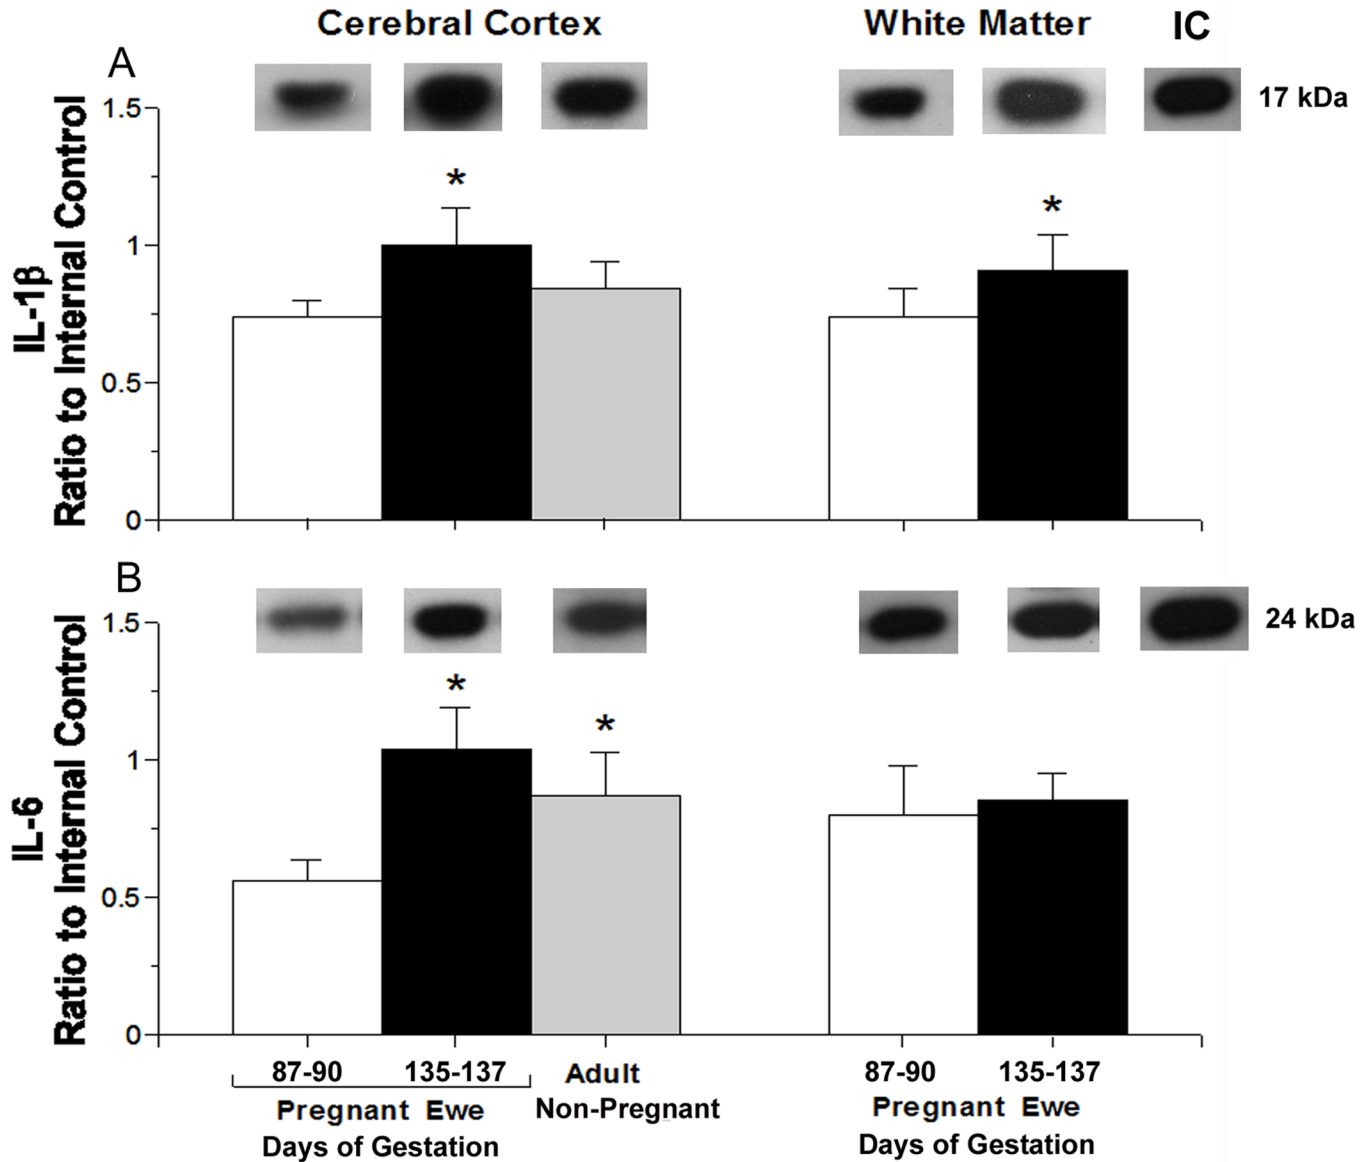 Cerebral Cortex
White Matter
IC
A
17 kDa
IL-1β
Ratio to Internal Control
1.5
1
0.5
0
*
*
B
24 kDa
IL-6
Ratio to Internal Control
1.5
1
0.5
0
*
*
87-90 135-137 Adult 87-90 135-137
Pregnant Ewe Non-Pregnant Pregnant Ewe
Days of Gestation Days of Gestation